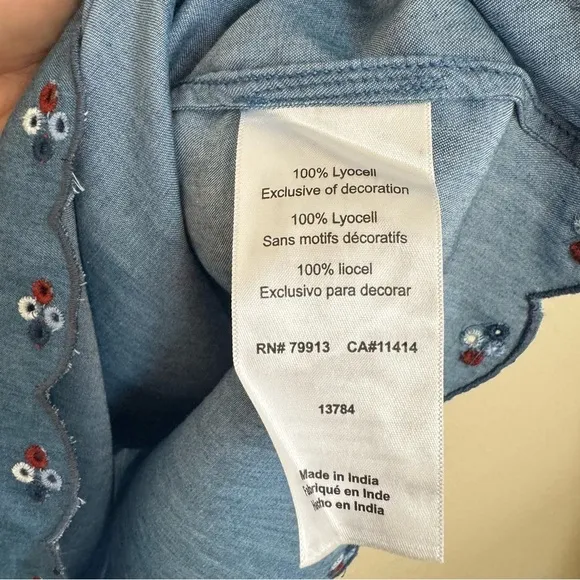 100% Lyocell
Exclusive of decoration
100% Lyocell
Sans motifs décoratifs
100% liocel
Exclusivo para decorar
RN# 79913 CA#11414
13784
Made in India
Fabriqué en Inde
Hecho en India